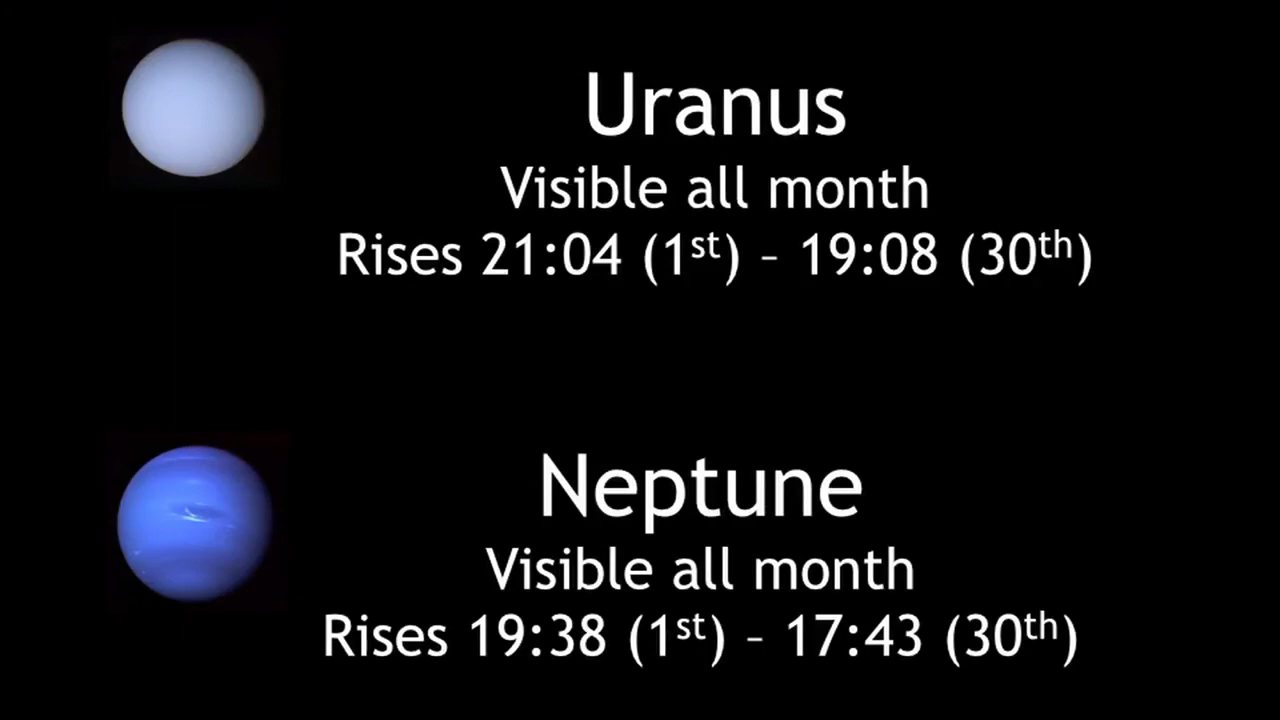 Uranus
Visible all month
Rises 21:04 (1st) – 19:08 (30th)
Neptune
Visible all month
Rises 19:38 (1st) – 17:43 (30th)